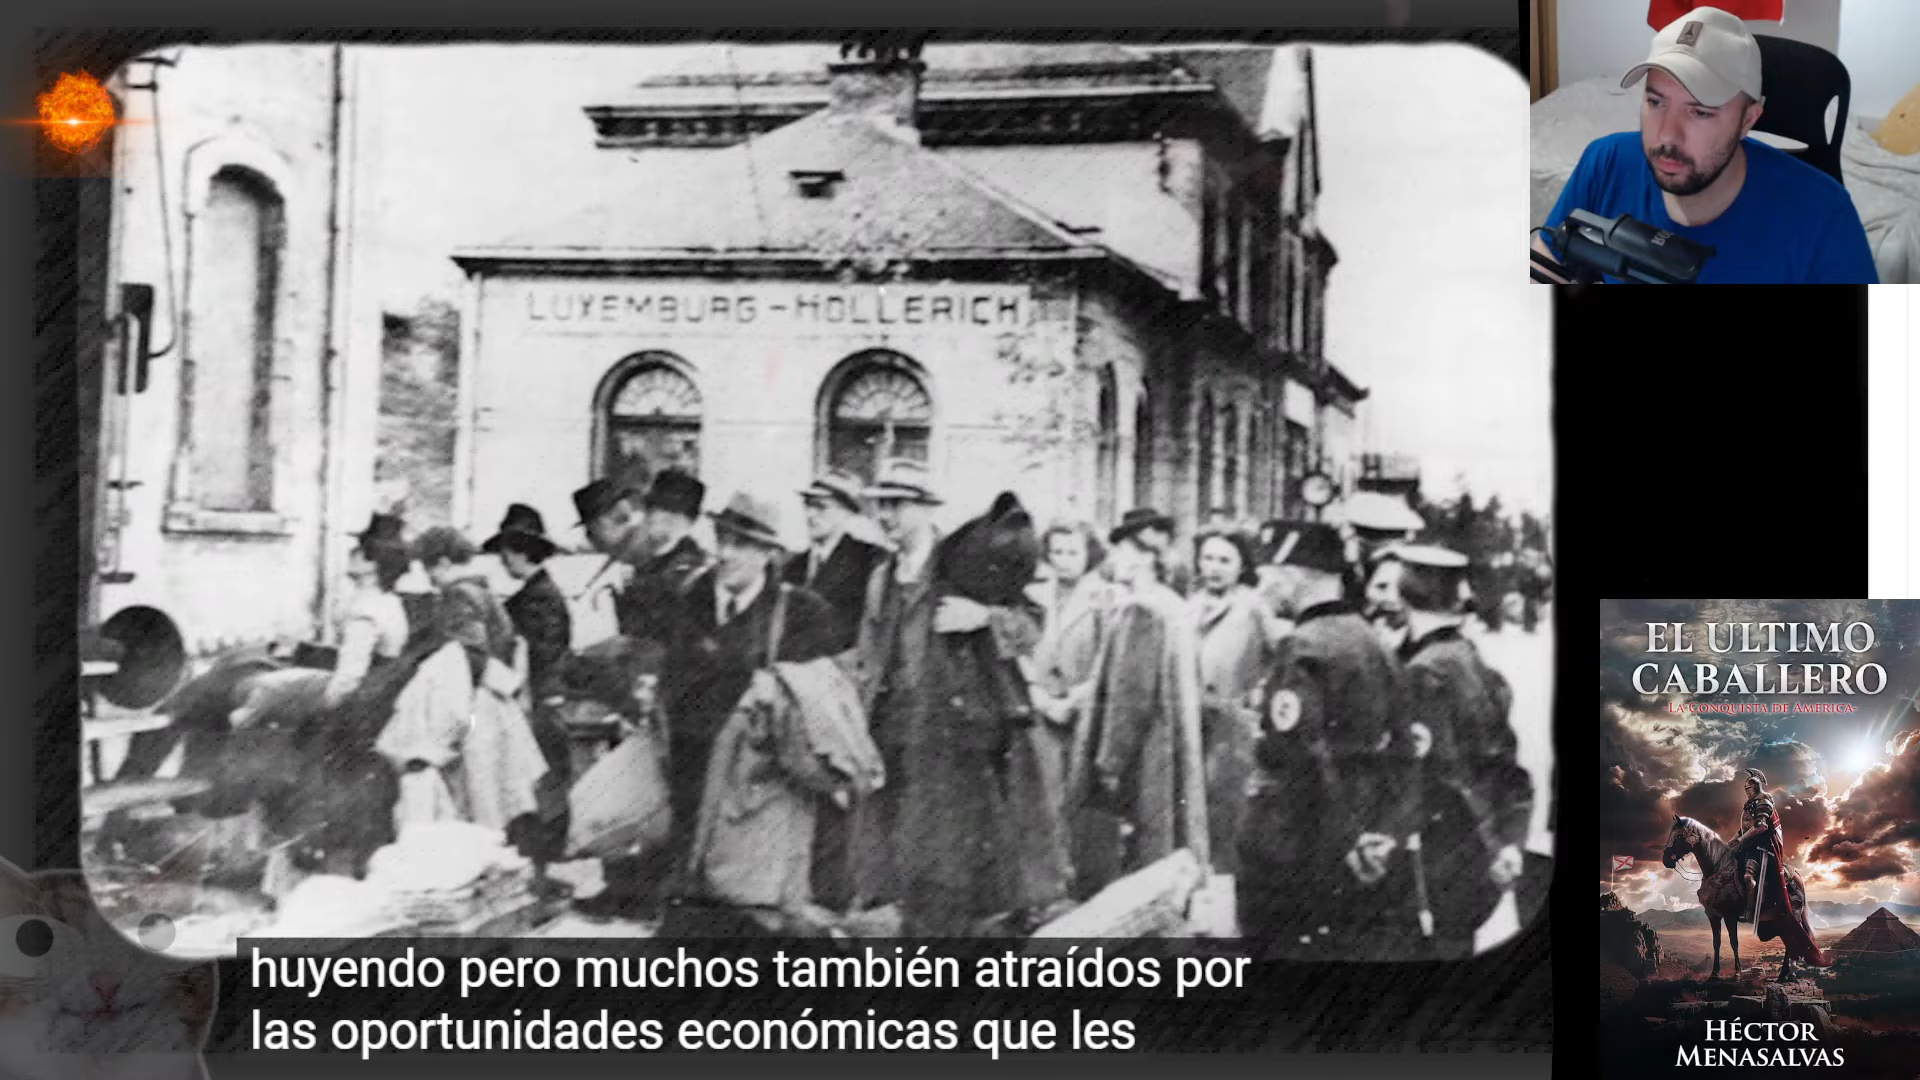 LUXEMBURG-HOLLERICH
huyendo pero muchos también atraídos por
las oportunidades económicas que les
EL ULTIMO
CABALLERO
-LA CONQUISTA DE AMERICA-
HÉCTOR
MENASALVAS